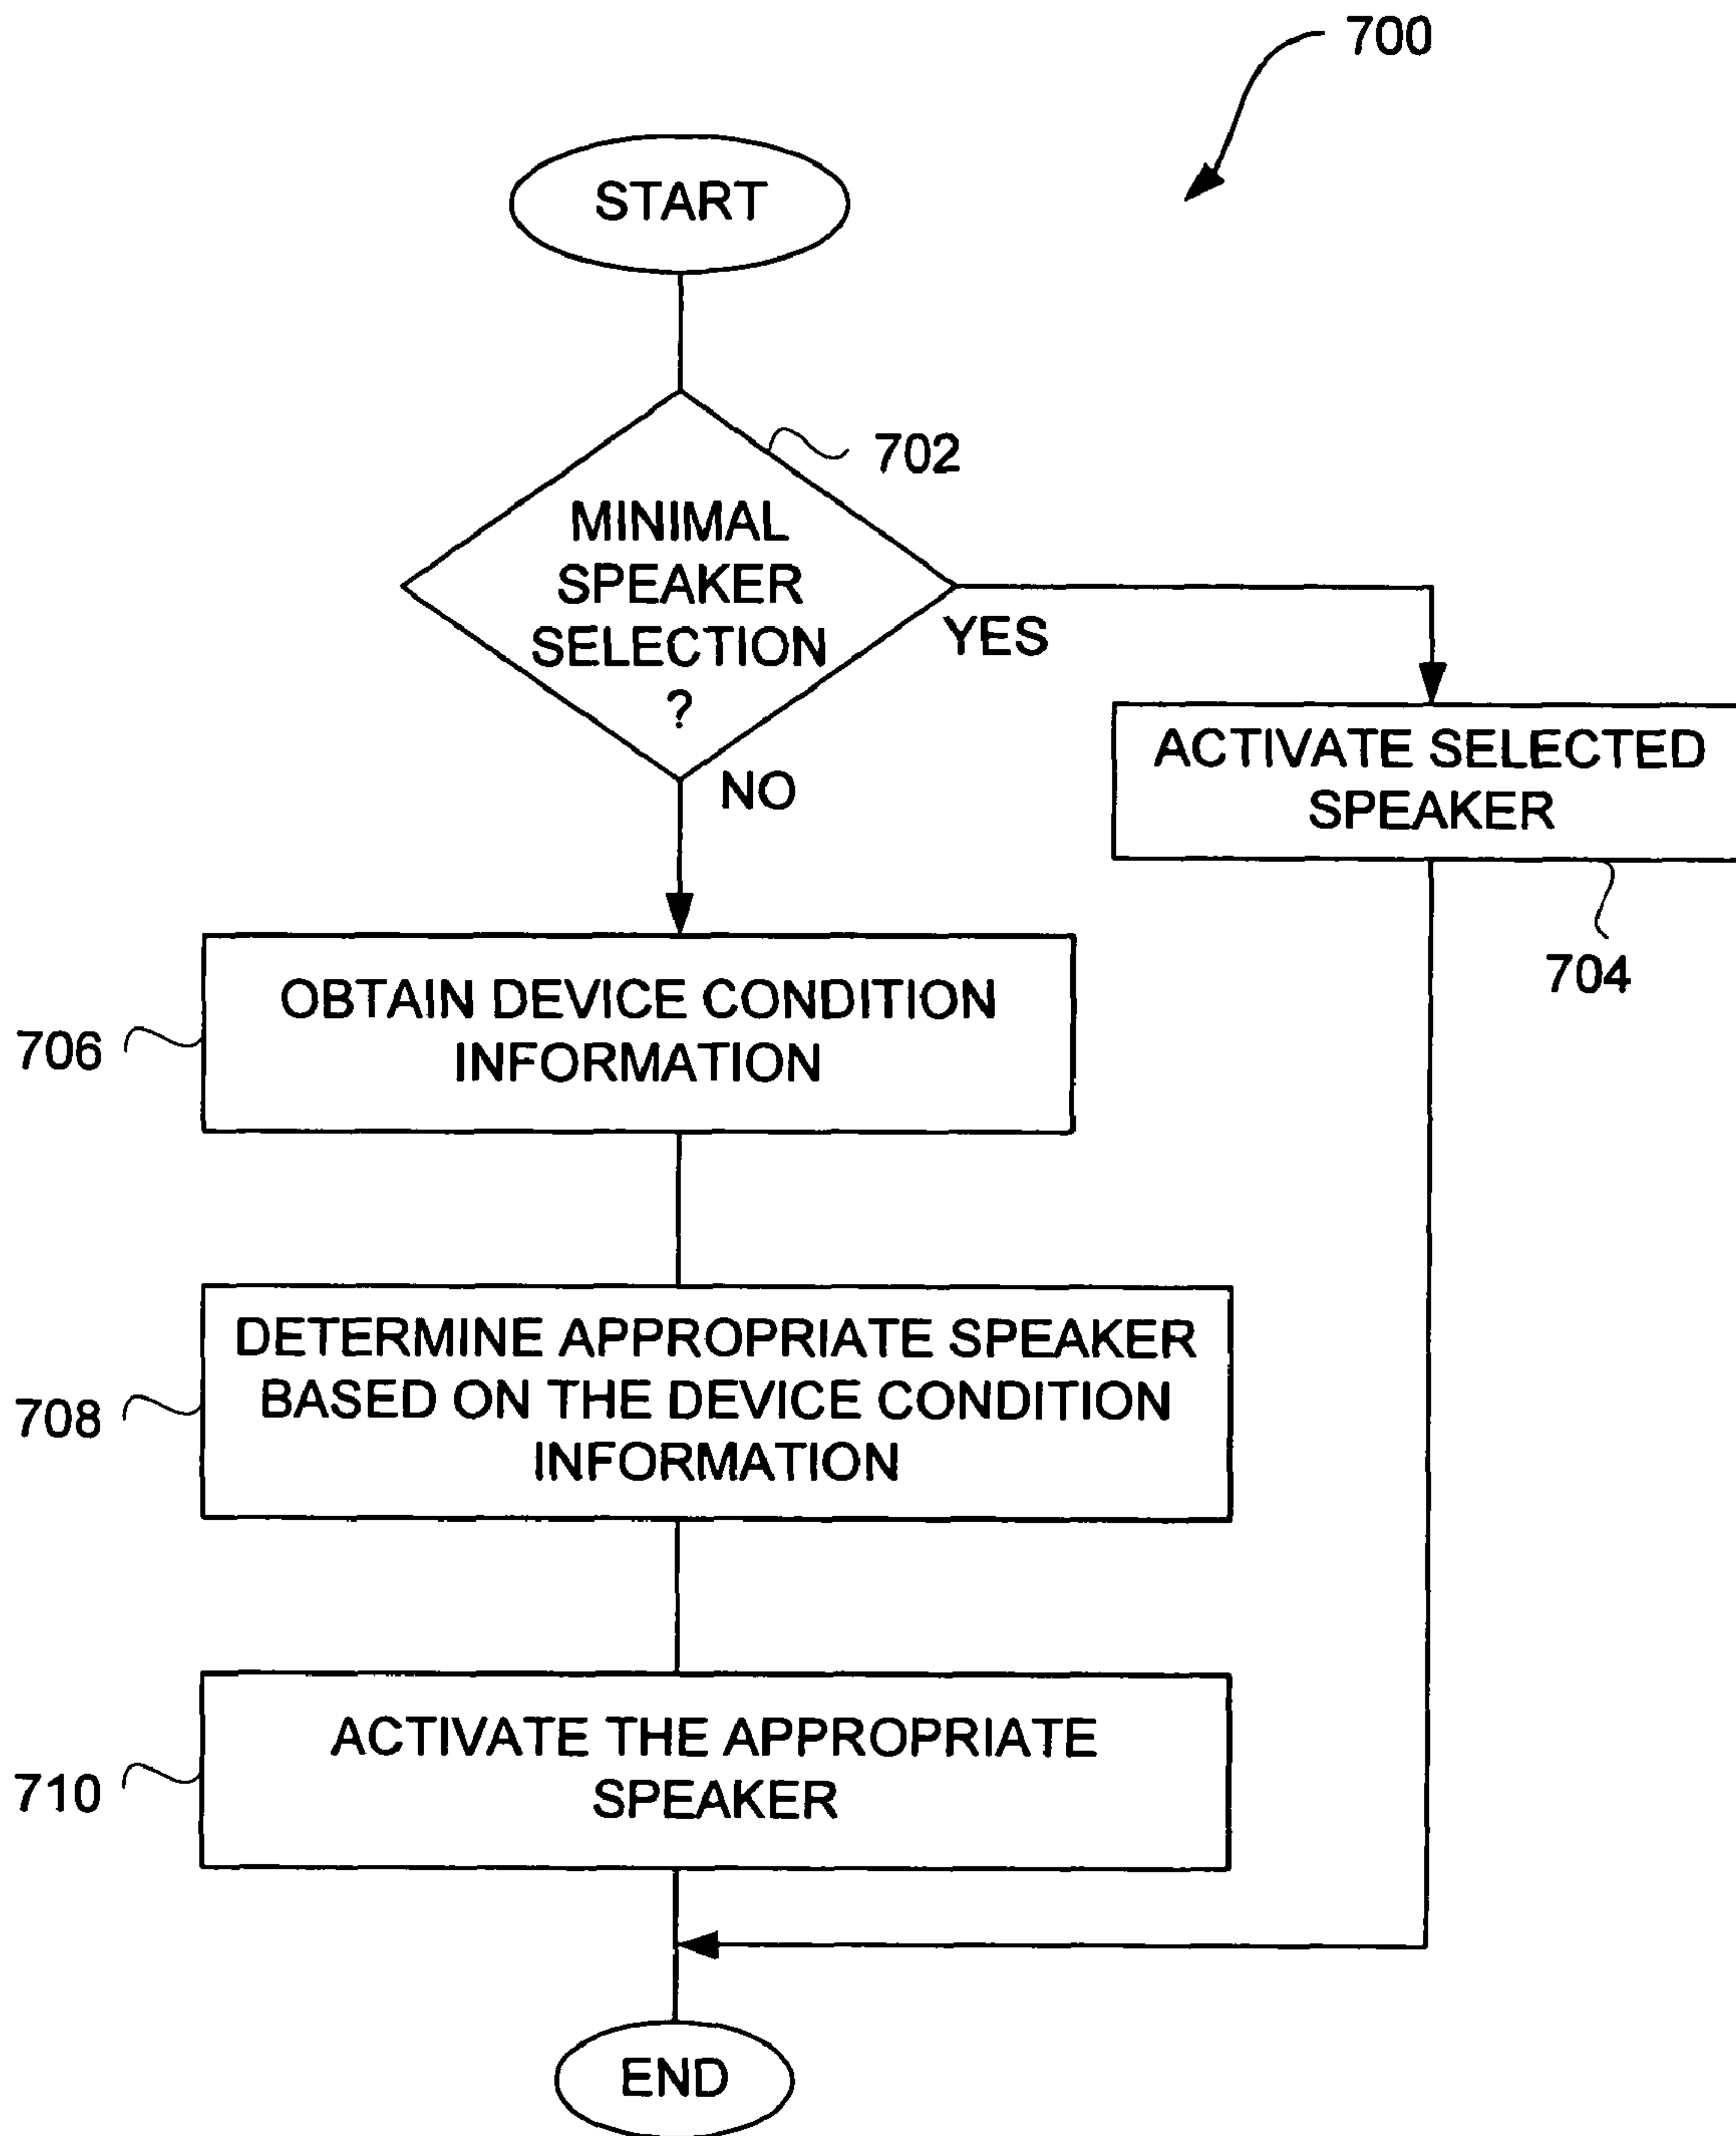 700
START
702
MINIMAL
SPEAKER
SELECTION
?
YES
NO
ACTIVATE SELECTED
SPEAKER
704
OBTAIN DEVICE CONDITION
INFORMATION
706
DETERMINE APPROPRIATE SPEAKER
BASED ON THE DEVICE CONDITION
INFORMATION
708
ACTIVATE THE APPROPRIATE
SPEAKER
710
END